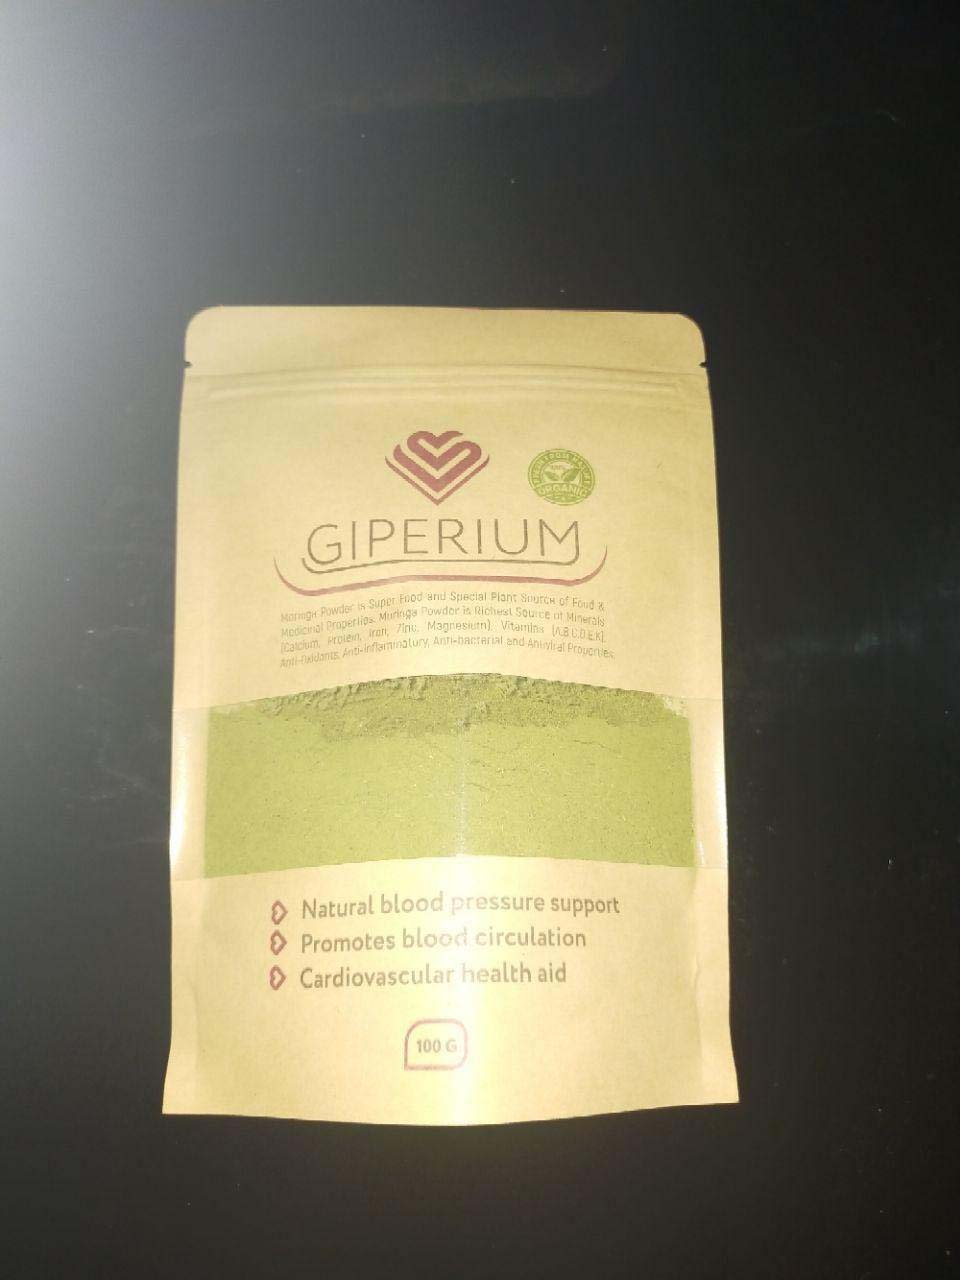 ORGANIC
GIPERIUM
Moringa Powder is Super Food and Special Plant Source of Food &
Medicinal Properties. Moringa Powder is Richest Source of Minerals
(Calcium, Protein, Iron, Zinc, Magnesium), Vitamins (A,B,C,D,E,K),
Anti-Oxidants, Anti-inflammatory, Anti-bacterial and Antiviral Properties.
Natural blood pressure support
Promotes blood circulation
Cardiovascular health aid
100 G